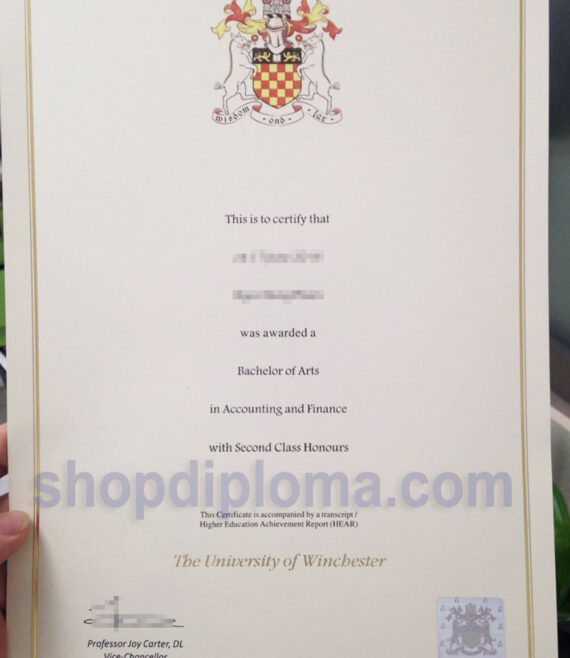 wisdom · ond · lar
This is to certify that
was awarded a
Bachelor of Arts
in Accounting and Finance
with Second Class Honours
shopdiploma.com
This Certificate is accompanied by a transcript /
Higher Education Achievement Report (HEAR)
The University of Winchester
Professor Joy Carter, DL
Vice-Chancellor